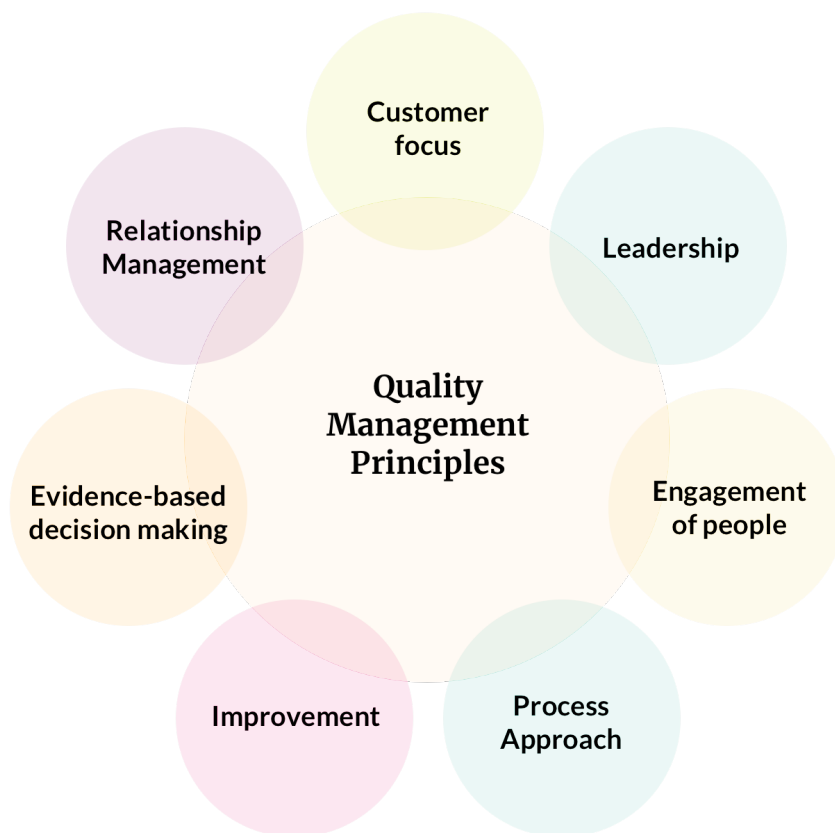 Customer
focus
Leadership
Engagement
of people
Process
Approach
Improvement
Evidence-based
decision making
Relationship
Management
Quality
Management
Principles